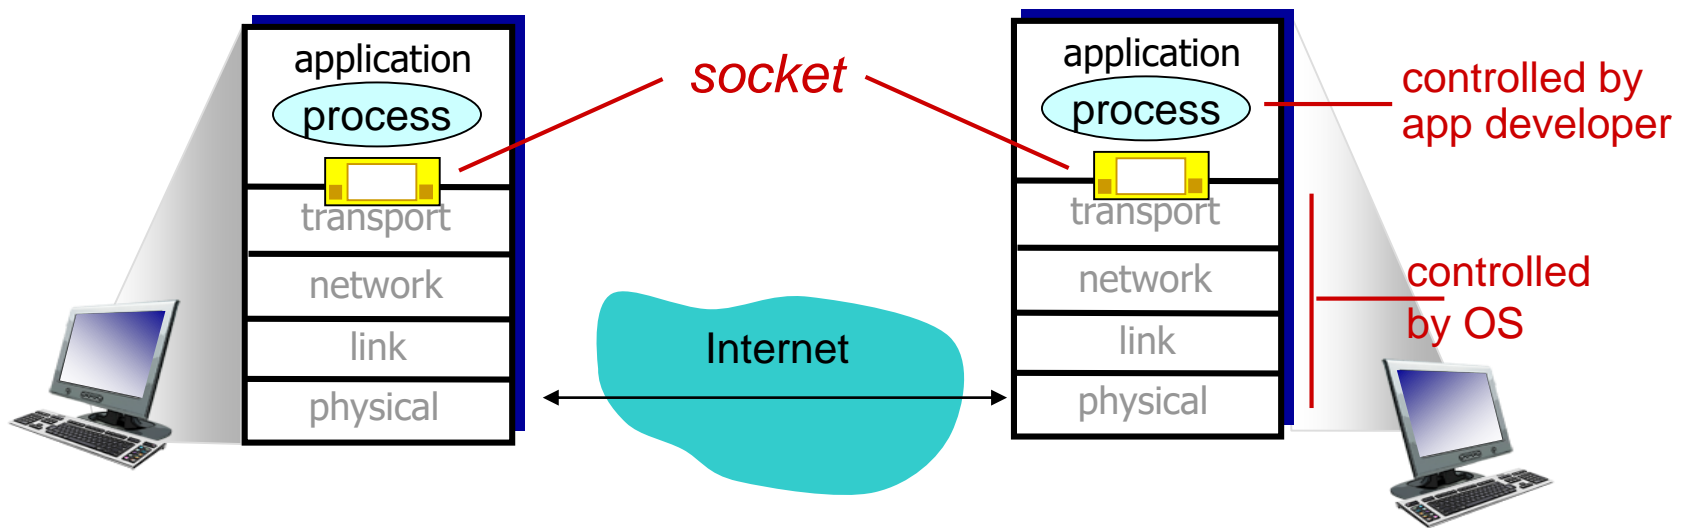 application
process
transport
network
link
physical
socket
Internet
application
process
transport
network
link
physical
controlled by
app developer
controlled
by OS